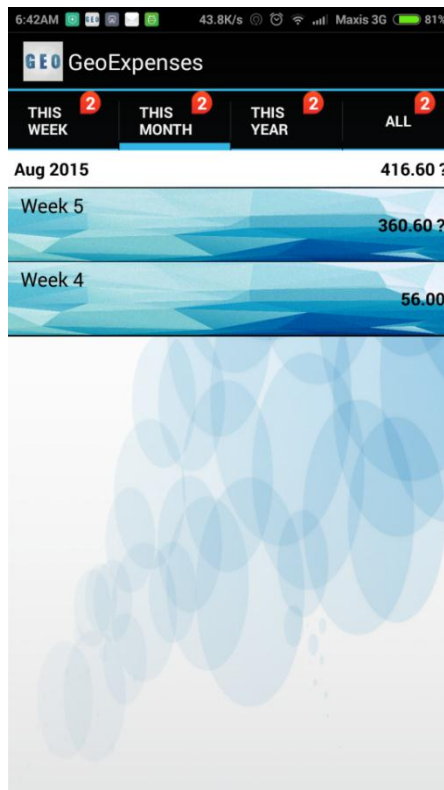 6:42AM 43.8K/s Maxis 3G 81%
GEO GeoExpenses
THIS WEEK 2
THIS MONTH 2
THIS YEAR 2
ALL 2
Aug 2015 416.60 ?
Week 5
360.60 ?
Week 4
56.00